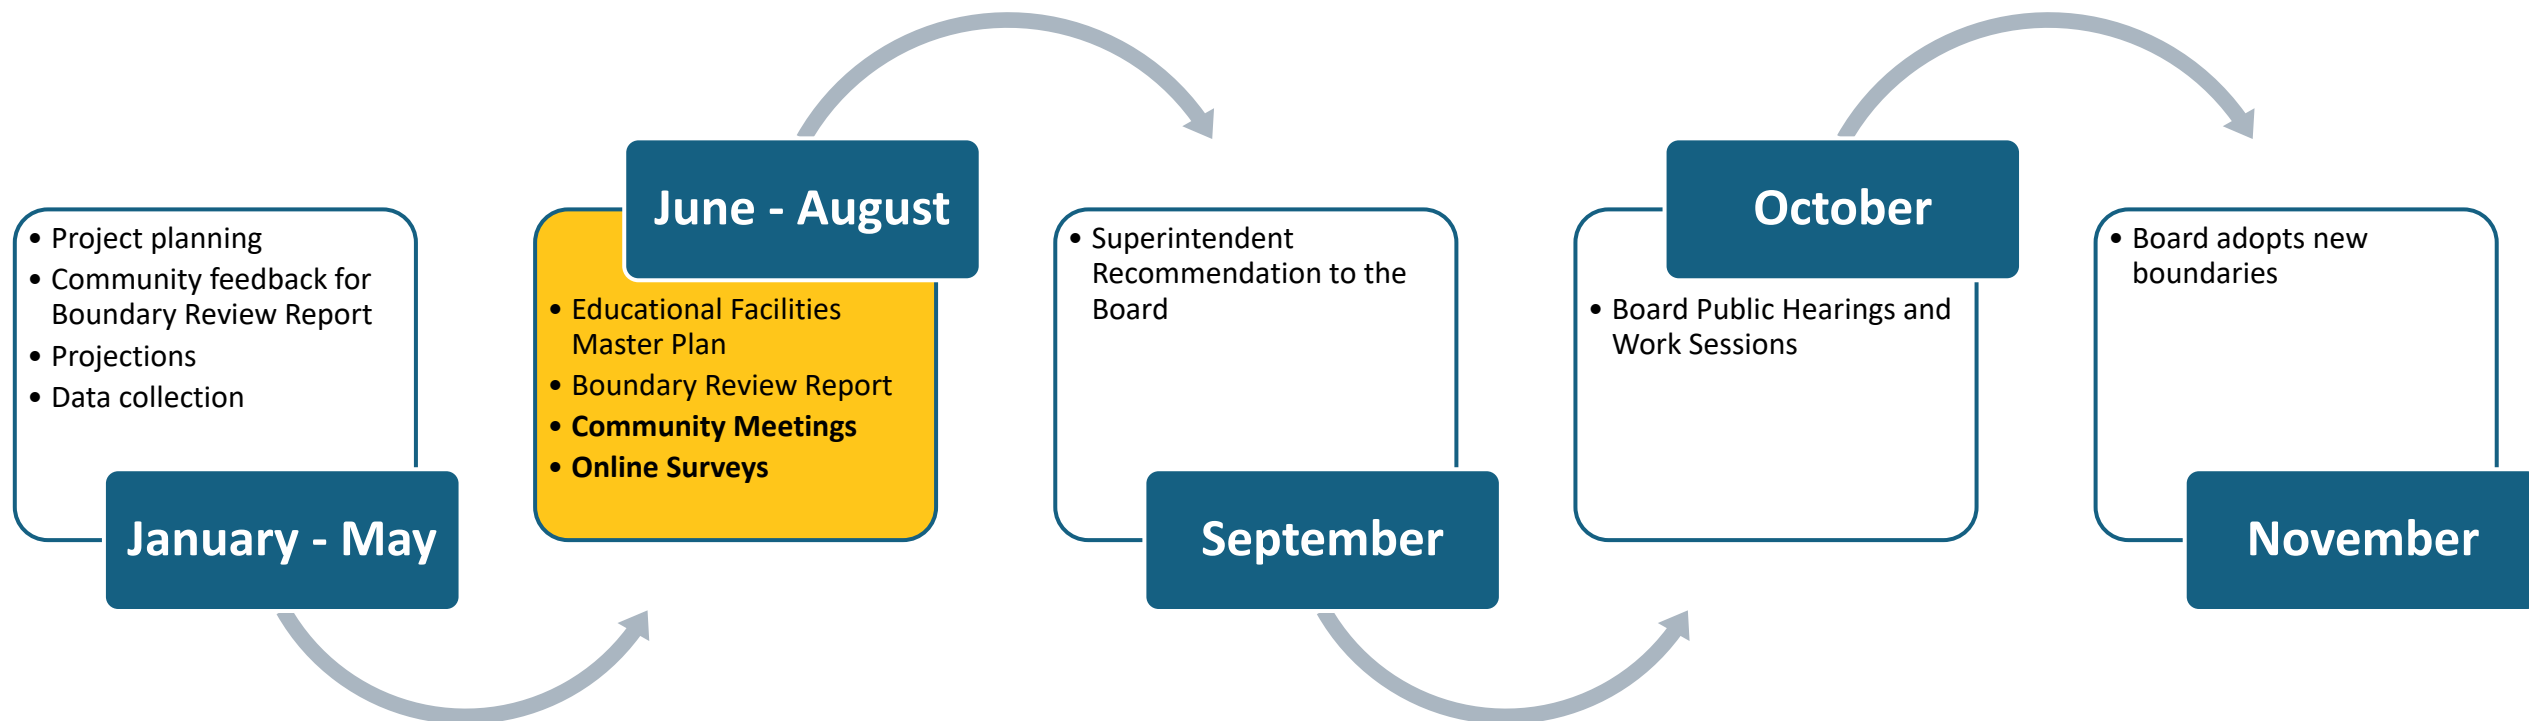 • Project planning
• Community feedback for
Boundary Review Report
• Projections
• Data collection
January - May
June - August
• Educational Facilities
Master Plan
• Boundary Review Report
• Community Meetings
• Online Surveys
• Superintendent
Recommendation to the
Board
September
October
• Board Public Hearings and
Work Sessions
• Board adopts new
boundaries
November